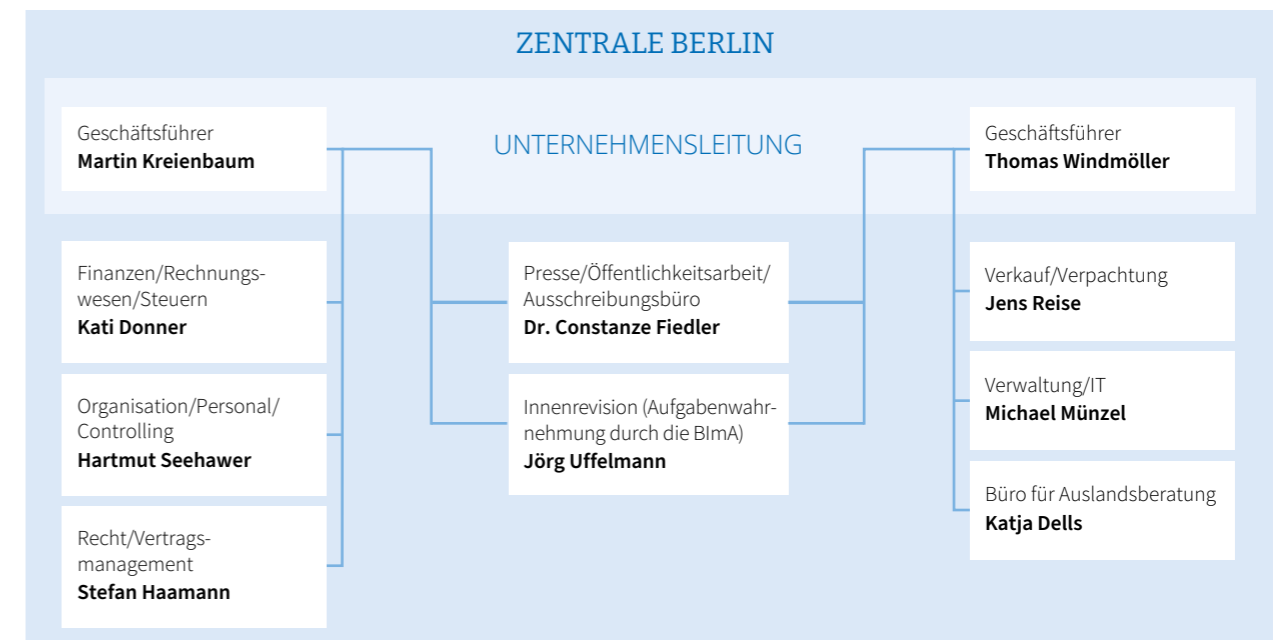 ZENTRALE BERLIN
UNTERNEHMENSLEITUNG
Geschäftsführer
Martin Kreienbaum
Geschäftsführer
Thomas Windmöller
Finanzen/Rechnungs-
wesen/Steuern
Kati Donner
Organisation/Personal/
Controlling
Hartmut Seehawer
Recht/Vertrags-
management
Stefan Haamann
Presse/Öffentlichkeitsarbeit/
Ausschreibungsbüro
Dr. Constanze Fiedler
Innenrevision (Aufgabenwahr-
nehmung durch die BImA)
Jörg Uffelmann
Verkauf/Verpachtung
Jens Reise
Verwaltung/IT
Michael Münzel
Büro für Auslandsberatung
Katja Dells